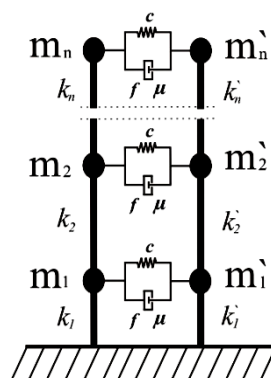 c
mₙ m`ₙ
kₙ f μ k`ₙ
c
m₂ m`₂
f μ
k₂ k`₂
c
m₁ m`₁
f μ
k₁ k`₁